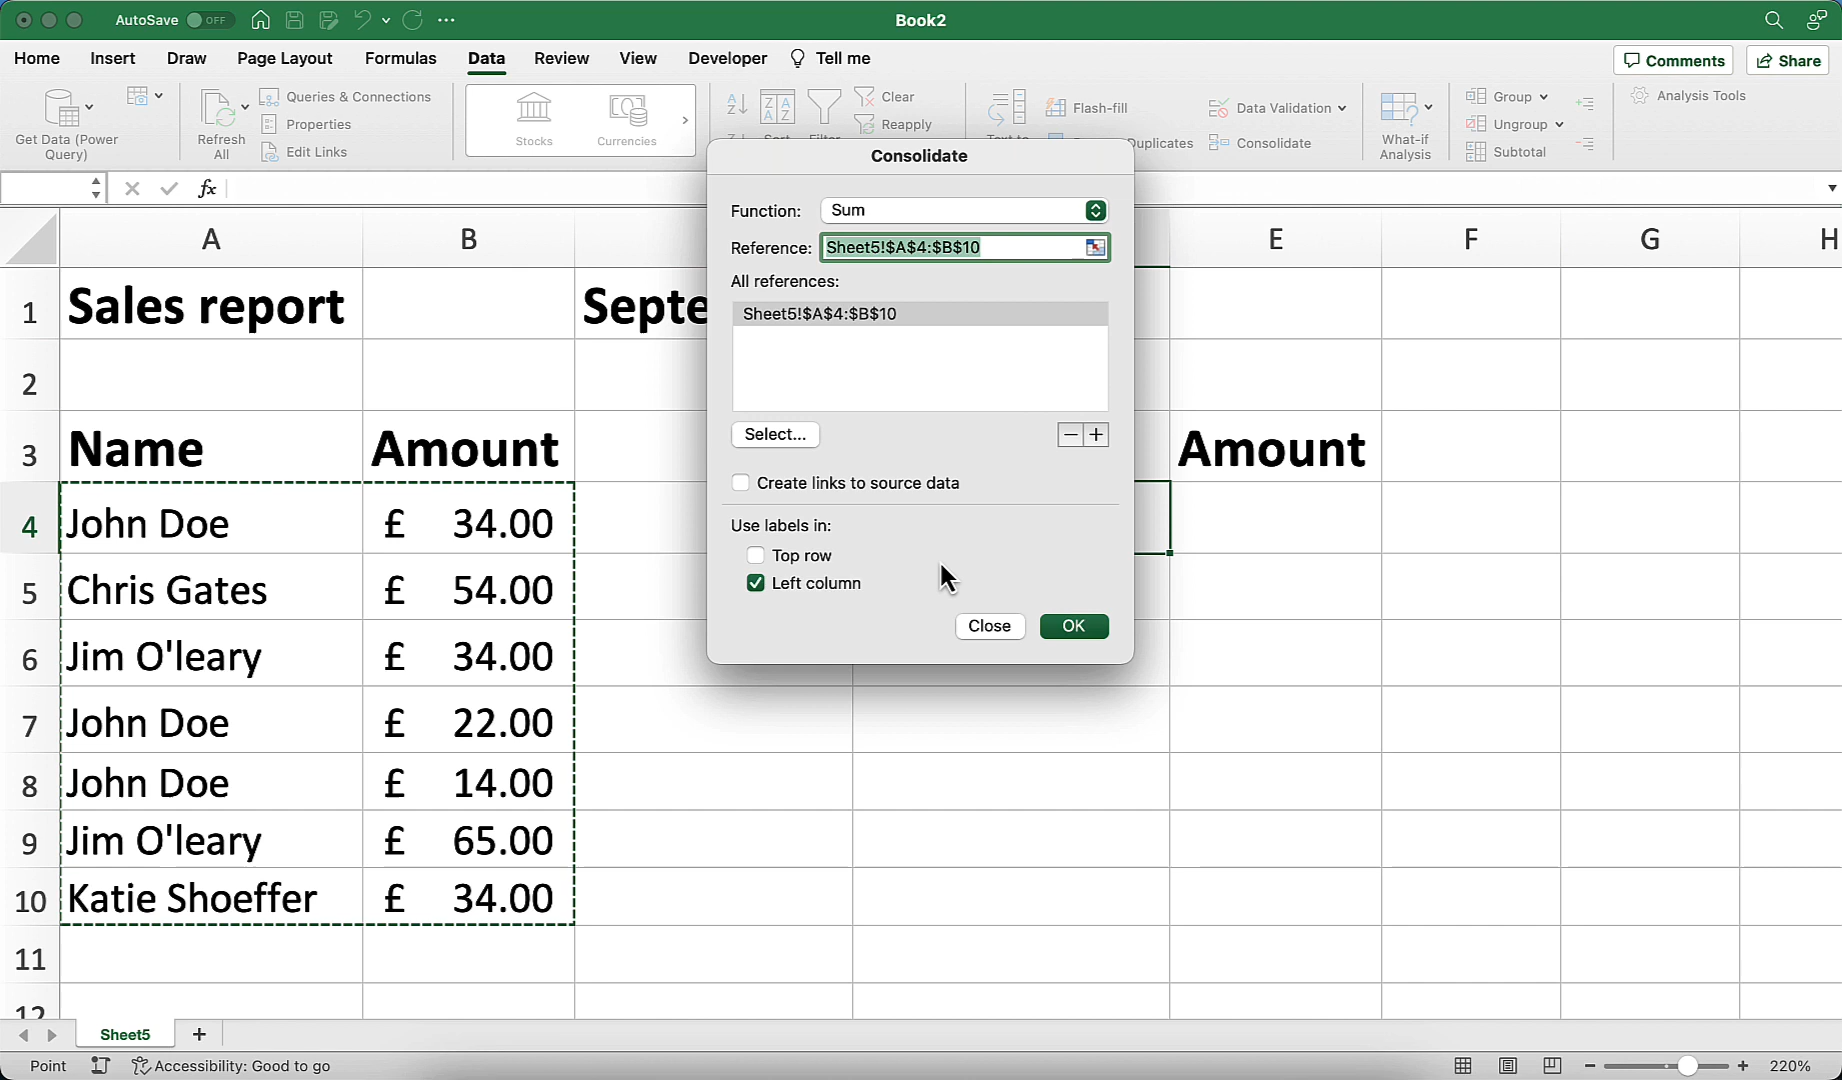 AutoSave OFF Book2
Home Insert Draw Page Layout Formulas Data Review View Developer Tell me Comments Share
Get Data (Power Query) Refresh All Queries & Connections Properties Edit Links Stocks Currencies Clear Reapply Flash-fill Data Validation Consolidate What-if Analysis Group Ungroup Subtotal Analysis Tools
fx
A B E F G H
Consolidate
Function: Sum
Reference: Sheet5!$A$4:$B$10
All references:
Sheet5!$A$4:$B$10
Select... − +
Create links to source data
Use labels in:
Top row
Left column
Close OK
1 Sales report Septe
2
3 Name Amount Amount
4 John Doe £ 34.00
5 Chris Gates £ 54.00
6 Jim O'leary £ 34.00
7 John Doe £ 22.00
8 John Doe £ 14.00
9 Jim O'leary £ 65.00
10 Katie Shoeffer £ 34.00
11
12
Sheet5 +
Point Accessibility: Good to go − + 220%